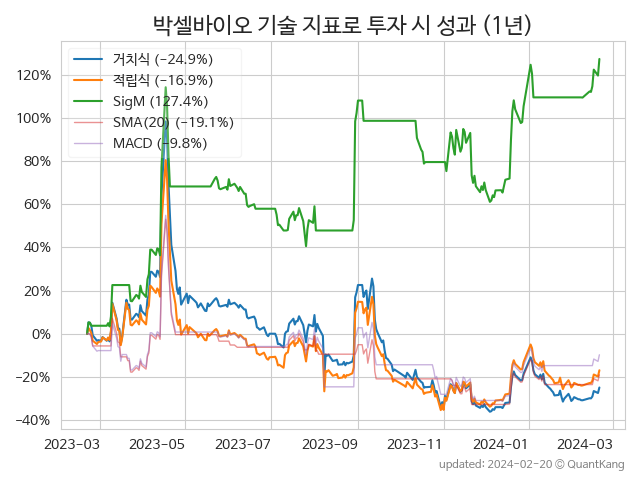 박셀바이오 기술 지표로 투자 시 성과 (1년)
거치식 (−24.9%)
적립식 (−16.9%)
SigM (127.4%)
SMA(20) (−19.1%)
MACD (−9.8%)
120%
100%
80%
60%
40%
20%
0%
−20%
−40%
2023-03 2023-05 2023-07 2023-09 2023-11 2024-01 2024-03
updated: 2024-02-20 © QuantKang